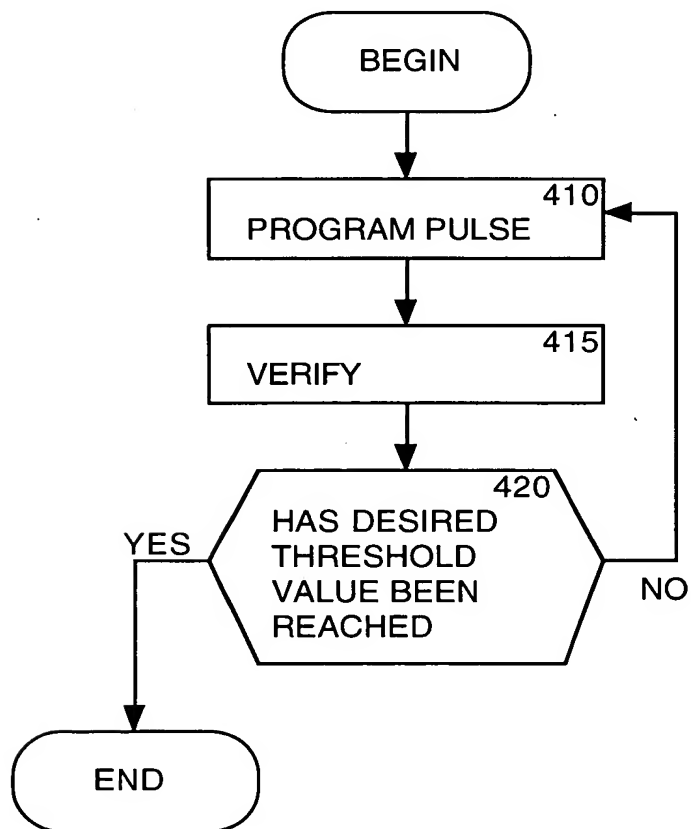 BEGIN
410
PROGRAM PULSE
415
VERIFY
420
HAS DESIRED
THRESHOLD
VALUE BEEN
REACHED
YES
NO
END